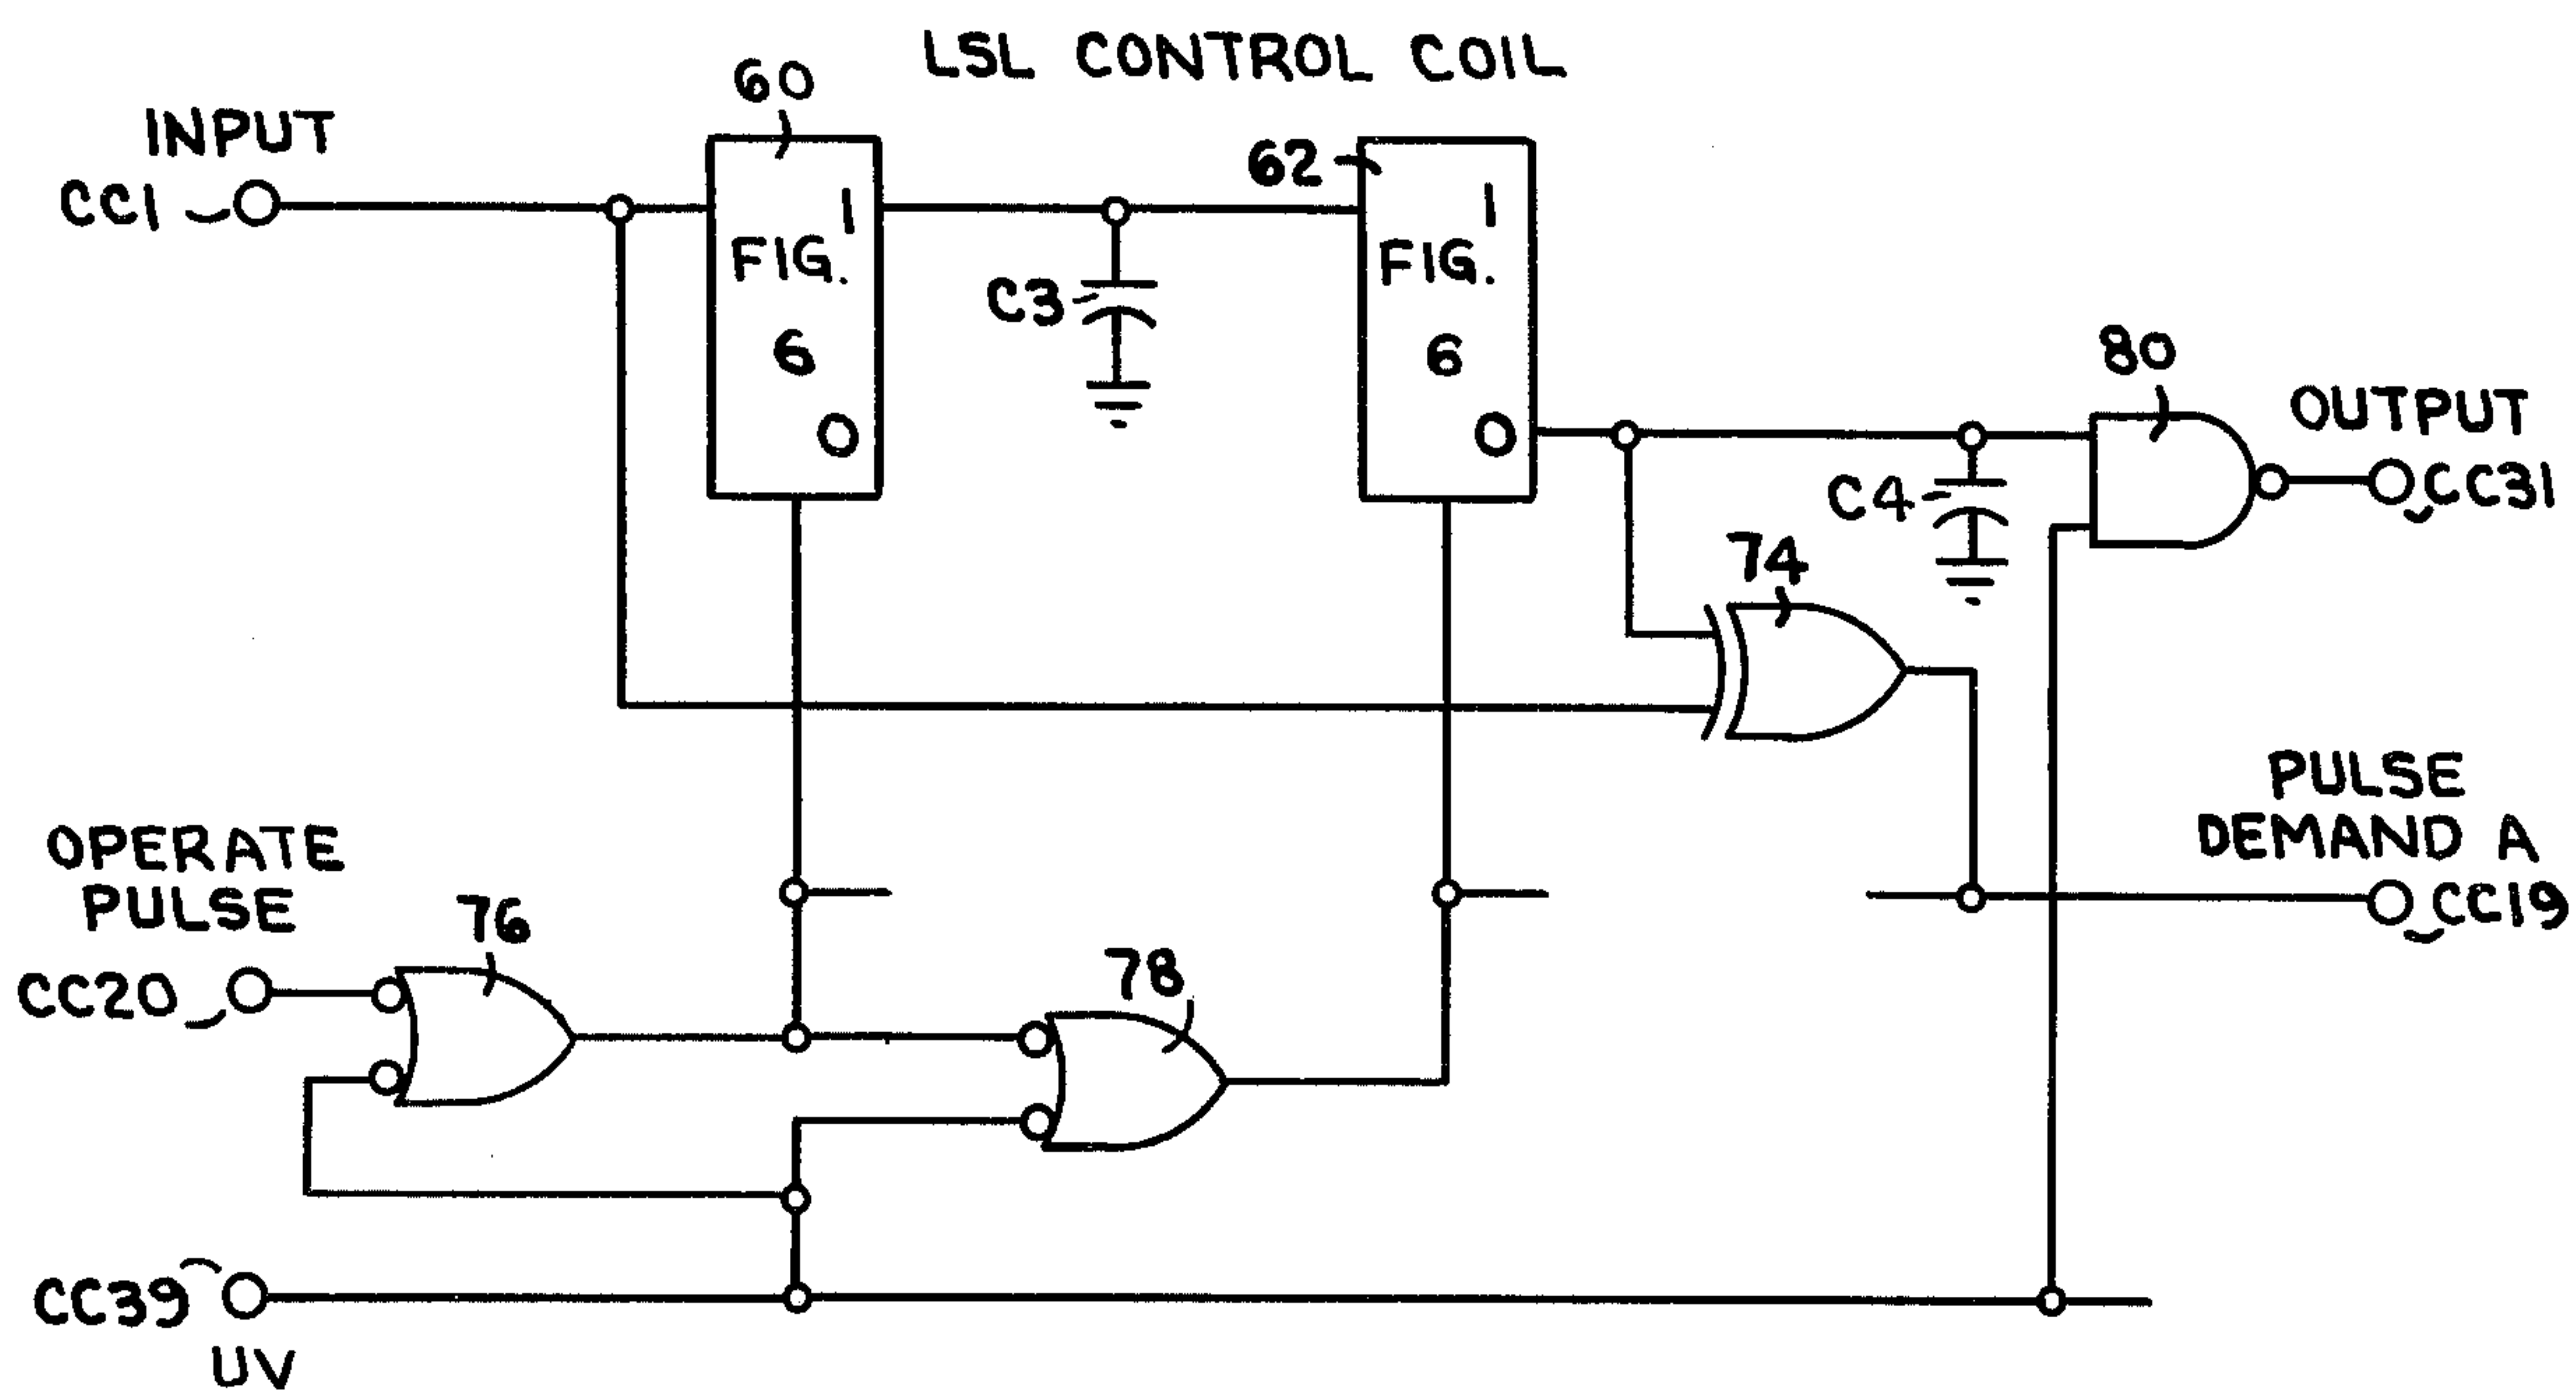 LSL CONTROL COIL
60
INPUT
CC1
62
1
FIG.
6
0
1
FIG.
6
0
C3
80
OUTPUT
CC31
C4
74
PULSE
DEMAND A
CC19
OPERATE
PULSE
76
CC20
78
CC39
UV